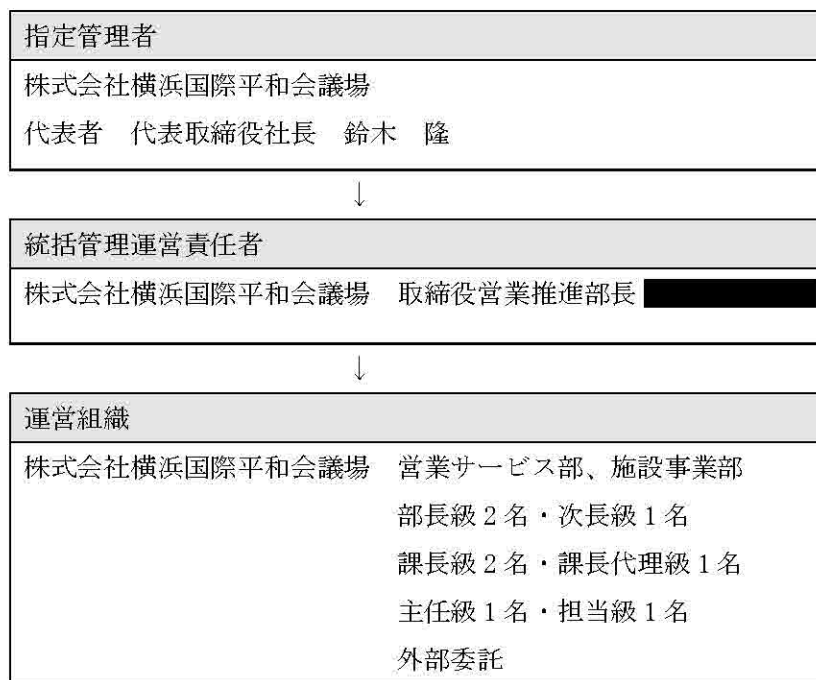 指定管理者
株式会社横浜国際平和会議場
代表者　代表取締役社長　鈴木　隆
↓
統括管理運営責任者
株式会社横浜国際平和会議場　取締役営業推進部長
↓
運営組織
株式会社横浜国際平和会議場　営業サービス部、施設事業部
部長級２名・次長級１名
課長級２名・課長代理級１名
主任級１名・担当級１名
外部委託